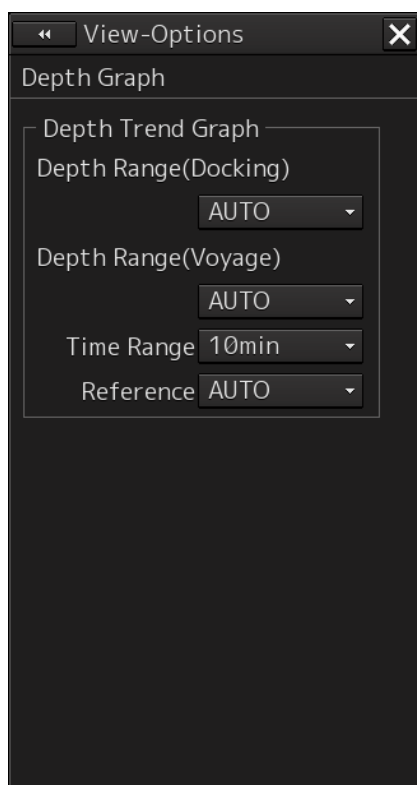 View-Options
Depth Graph
Depth Trend Graph
Depth Range(Docking)
AUTO
Depth Range(Voyage)
AUTO
Time Range 10min
Reference AUTO